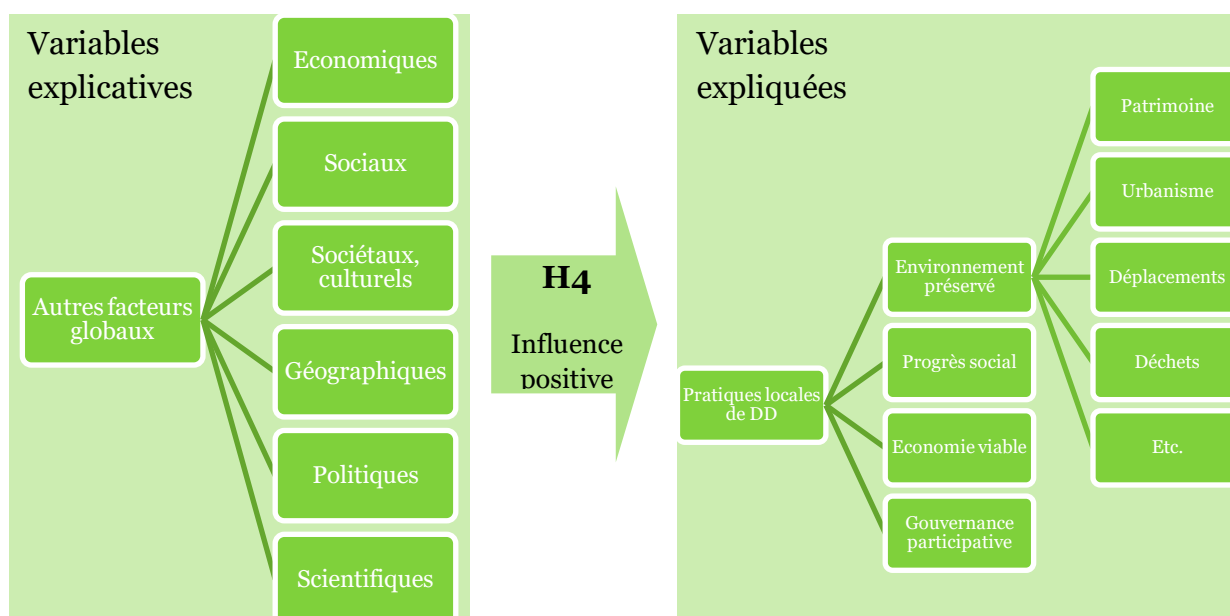 Variables
explicatives
Autres facteurs
globaux
Economiques
Sociaux
Sociétaux,
culturels
Géographiques
Politiques
Scientifiques
H4
Influence
positive
Variables
expliquées
Pratiques locales
de DD
Environnement
préservé
Progrès social
Economie viable
Gouvernance
participative
Patrimoine
Urbanisme
Déplacements
Déchets
Etc.